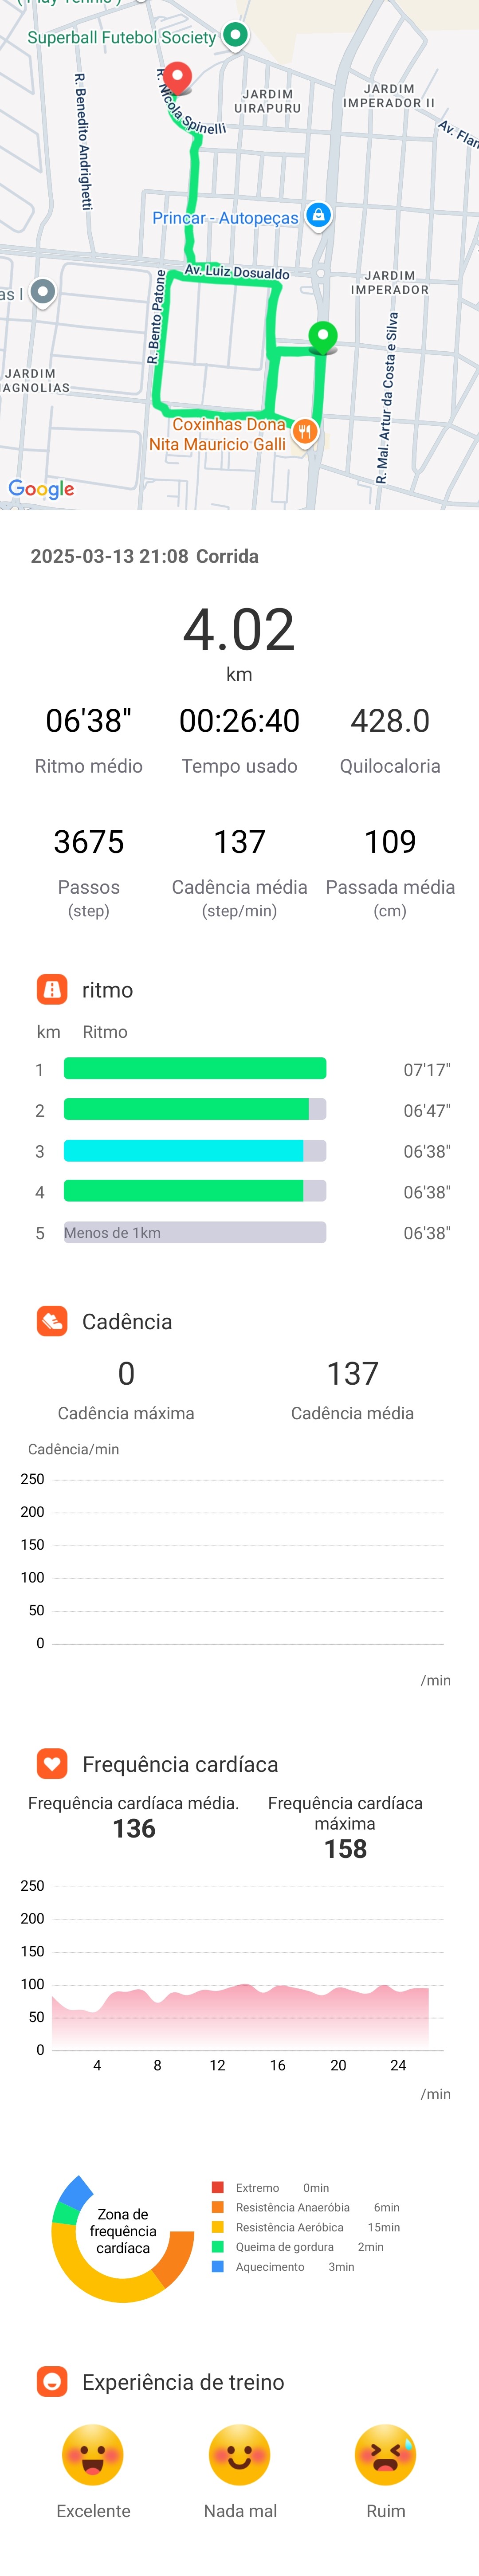 ( Play Tennis )
Superball Futebol Society
JARDIM
UIRAPURU
JARDIM
IMPERADOR II
R. Benedito Andrighetti
R. Nicola Spinelli
Av. Flan
Princar - Autopeças
Av. Luiz Dosualdo
JARDIM
IMPERADOR
as I
R. Bento Patone
R. Mal. Artur da Costa e Silva
JARDIM
AGNOLIAS
Coxinhas Dona
Nita Mauricio Galli
Google
2025-03-13 21:08 Corrida
4.02
km
06'38" 00:26:40 428.0
Ritmo médio Tempo usado Quilocaloria
3675 137 109
Passos Cadência média Passada média
(step) (step/min) (cm)
ritmo
km Ritmo
1 07'17"
2 06'47"
3 06'38"
4 06'38"
5 Menos de 1km 06'38"
Cadência
0 137
Cadência máxima Cadência média
Cadência/min
250
200
150
100
50
0
/min
Frequência cardíaca
Frequência cardíaca média.
136
Frequência cardíaca
máxima
158
250
200
150
100
50
0
4 8 12 16 20 24
/min
Zona de
frequência
cardíaca
Extremo 0min
Resistência Anaeróbia 6min
Resistência Aeróbica 15min
Queima de gordura 2min
Aquecimento 3min
Experiência de treino
Excelente Nada mal Ruim